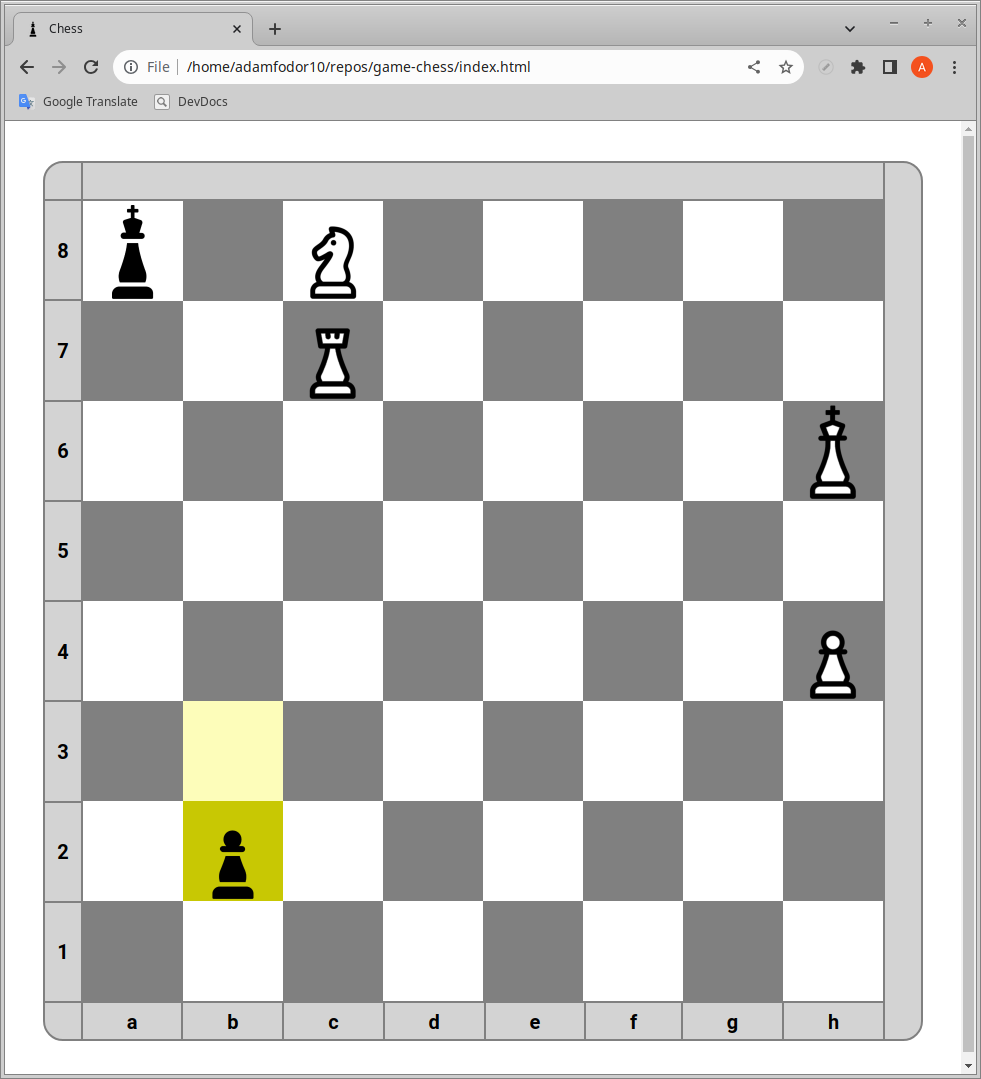 Chess
File /home/adamfodor10/repos/game-chess/index.html
A
Google Translate DevDocs
8
7
6
5
4
3
2
1
a b c d e f g h